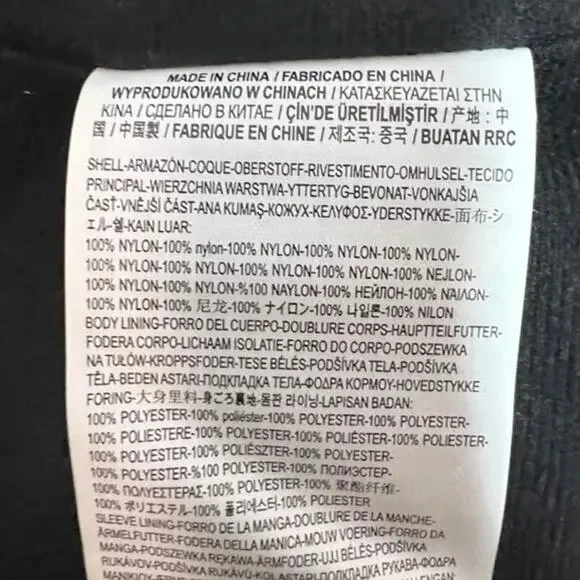 MADE IN CHINA / FABRICADO EN CHINA /
WYPRODUKOWANO W CHINACH / ΚΑΤΑΣΚΕΥΑΖΕΤΑΙ ΣΤΗΝ
ΚΙΝΑ / СДЕЛАНО В КИТАЕ / ÇİN'DE ÜRETİLMİŞTİR / 产地 : 中
国 / 中国製 / FABRIQUE EN CHINE / 제조국: 중국 / BUATAN RRC
SHELL-ARMAZÓN-COQUE-OBERSTOFF-RIVESTIMENTO-OMHULSEL-TECIDO
PRINCIPAL-WIERZCHNIA WARSTWA-YTTERTYG-BEVONAT-VONKAJŠIA
ČASŤ-VNĚJŠÍ ČÁST-ANA KUMAŞ-КОЖУХ-ΚΕΛΥΦΟΣ-YDERSTYKKE-面布-シ
ェル-쉘-KAIN LUAR:
100% NYLON-100% nylon-100% NYLON-100% NYLON-100% NYLON-
100% NYLON-100% NYLON-100% NYLON-100% NYLON-100% NEJLON-
100% NYLON-100% NYLON-%100 NAYLON-100% НЕЙЛОН-100% ΝΑΪΛΟΝ-
100% NYLON-100% 尼龙-100% ナイロン-100% 나일론-100% NILON
BODY LINING-FORRO DEL CUERPO-DOUBLURE CORPS-HAUPTTEILFUTTER-
FODERA CORPO-LICHAAM ISOLATIE-FORRO DO CORPO-PODSZEWKA
NA TUŁÓW-KROPPSFODER-TESE BÉLÉS-PODŠÍVKA TELA-PODŠÍVKA
TĚLA-BEDEN ASTARI-ПОДКЛАДКА ТЕЛА-ΦΟΔΡΑ ΚΟΡΜΟΥ-HOVEDSTYKKE
FORING-大身里料-身ごろ裏地-몸판 라이닝-LAPISAN BADAN:
100% POLYESTER-100% poliéster-100% POLYESTER-100% POLYESTER-
100% POLIESTERE-100% POLYESTER-100% POLIÉSTER-100% POLIESTER-
100% POLYESTER-100% POLIÉSZTER-100% POLYESTER-
100% POLYESTER-%100 POLYESTER-100% ПОЛИЭСТЕР-
100% ΠΟΛΥΕΣΤΕΡΑΣ-100% POLYESTER-100% 聚酯纤维-
100% ポリエステル-100% 폴리에스터-100% POLIESTER
SLEEVE LINING-FORRO DE LA MANGA-DOUBLURE DE LA MANCHE-
ÄRMELFUTTER-FODERA DELLA MANICA-MOUW VOERING-FORRO DA
MANGA-PODSZEWKA RĘKAWA-ÄRMFODER-UJJ BÉLÉS-PODŠÍVKA
RUKÁVOV-PODŠÍVKA RUKÁVŮ-KOL ASTARI-ПОДКЛАДКА РУКАВА-